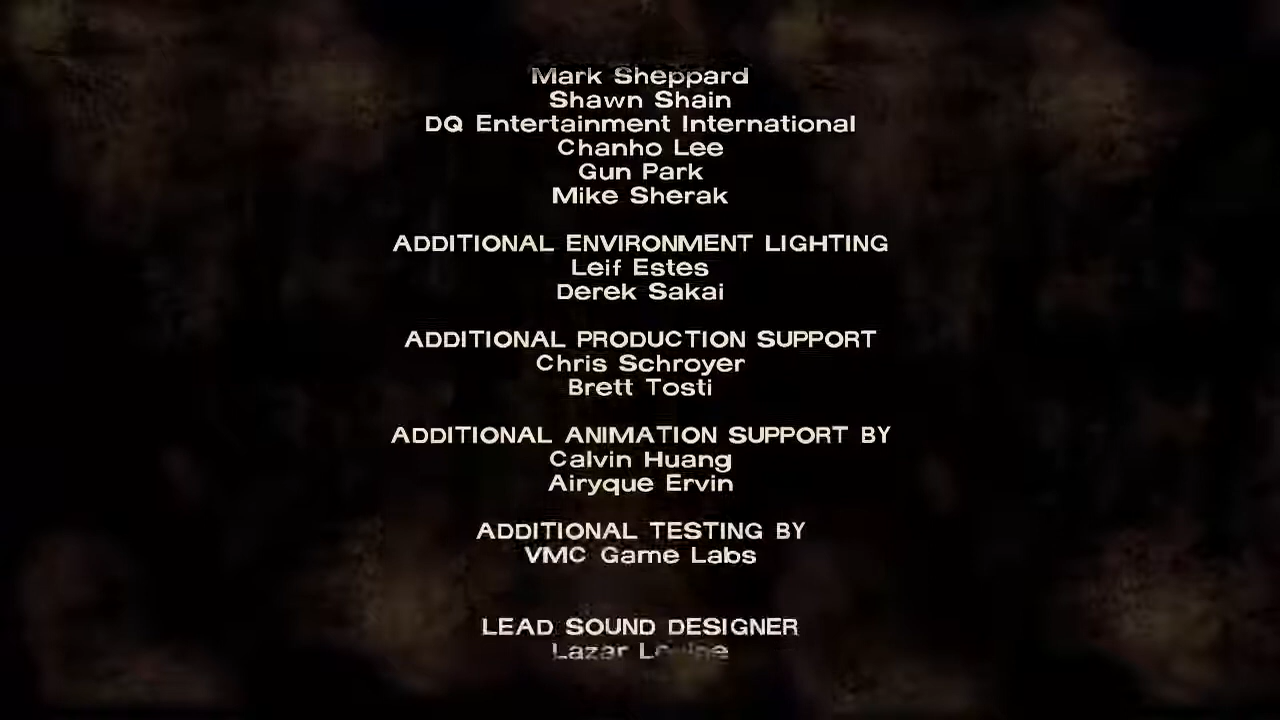 Mark Sheppard
Shawn Shain
DQ Entertainment International
Chanho Lee
Gun Park
Mike Sherak
ADDITIONAL ENVIRONMENT LIGHTING
Leif Estes
Derek Sakai
ADDITIONAL PRODUCTION SUPPORT
Chris Schroyer
Brett Tosti
ADDITIONAL ANIMATION SUPPORT BY
Calvin Huang
Airyque Ervin
ADDITIONAL TESTING BY
VMC Game Labs
LEAD SOUND DESIGNER
Lazar